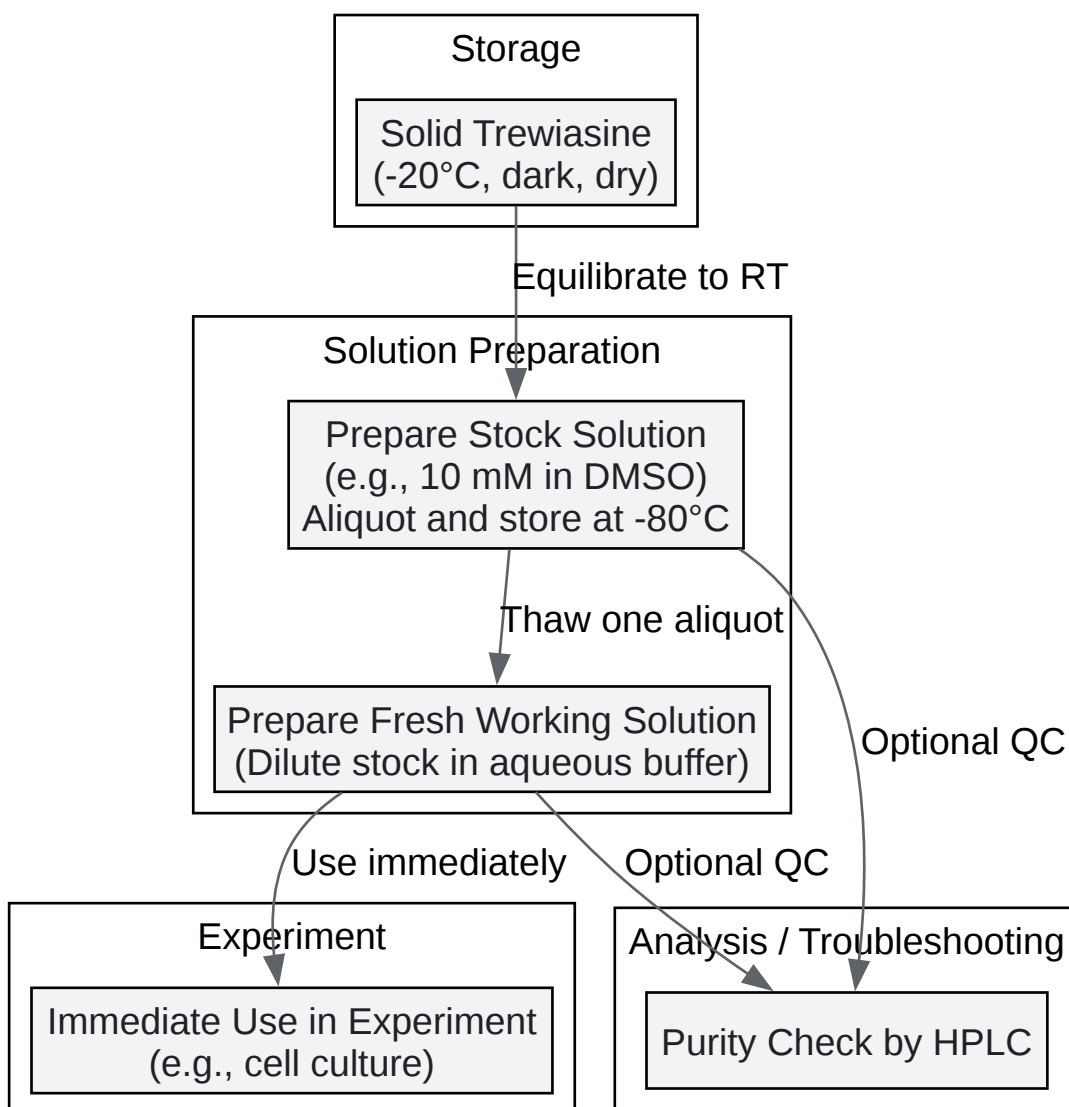 Storage
Solid Trewiasine
(-20°C, dark, dry)
Equilibrate to RT
Solution Preparation
Prepare Stock Solution
(e.g., 10 mM in DMSO)
Aliquot and store at -80°C
Thaw one aliquot
Prepare Fresh Working Solution
(Dilute stock in aqueous buffer)
Optional QC
Use immediately
Optional QC
Experiment
Analysis / Troubleshooting
Immediate Use in Experiment
(e.g., cell culture)
Purity Check by HPLC